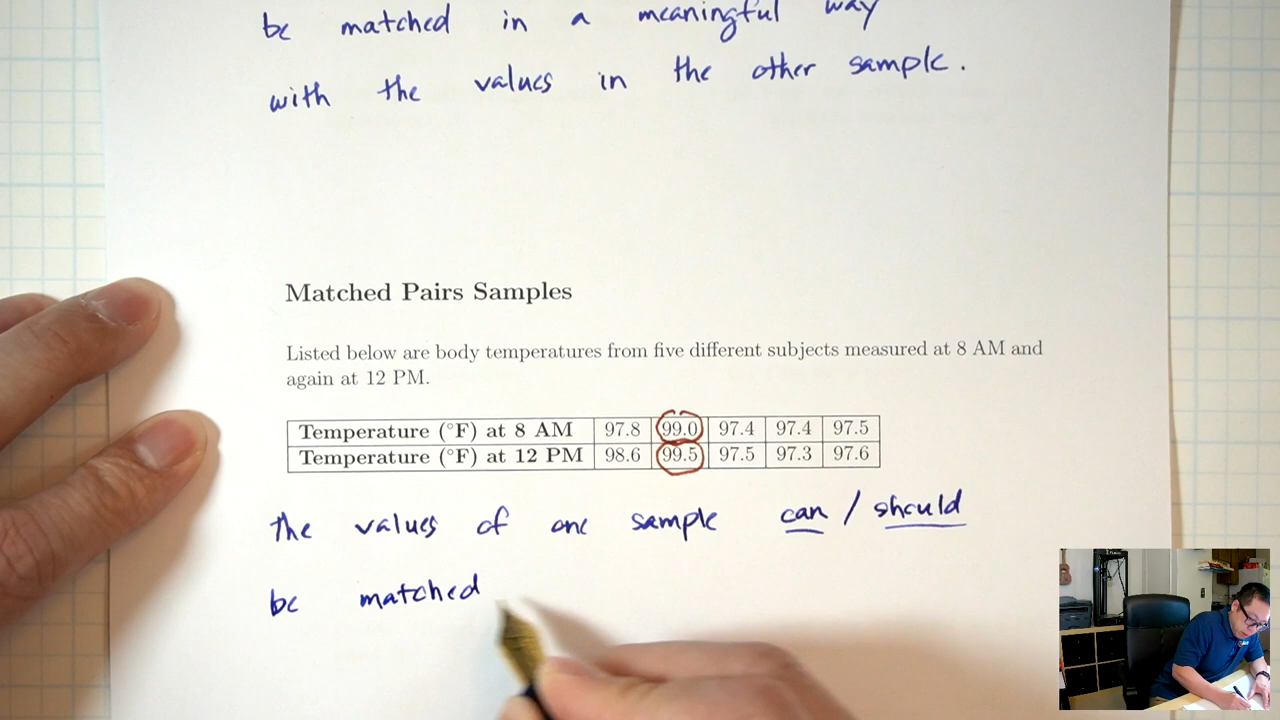 be matched in a meaningful way
with the values in the other sample.
Matched Pairs Samples
Listed below are body temperatures from five different subjects measured at 8 AM and
again at 12 PM.
Temperature (°F) at 8 AM 97.8 99.0 97.4 97.4 97.5
Temperature (°F) at 12 PM 98.6 99.5 97.5 97.3 97.6
the values of one sample can / should
be matched